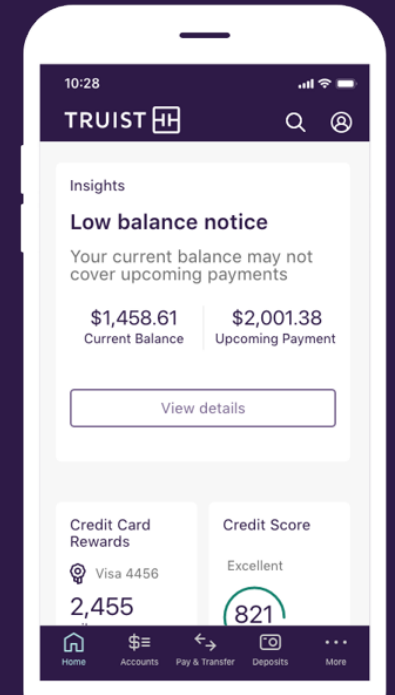 10:28
TRUIST
Insights
Low balance notice
Your current balance may not
cover upcoming payments
$1,458.61
Current Balance
$2,001.38
Upcoming Payment
View details
Credit Card
Rewards
Visa 4456
2,455
Credit Score
Excellent
821
Home
Accounts
Pay & Transfer
Deposits
More